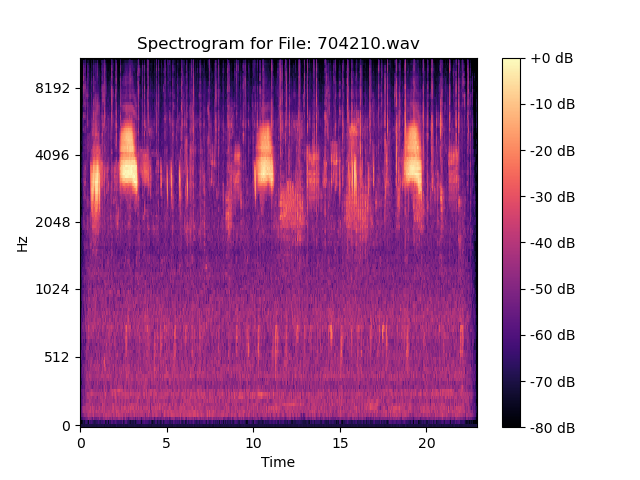 Spectrogram for File: 704210.wav
8192
4096
2048
1024
512
0
Hz
0 5 10 15 20
Time
+0 dB
-10 dB
-20 dB
-30 dB
-40 dB
-50 dB
-60 dB
-70 dB
-80 dB